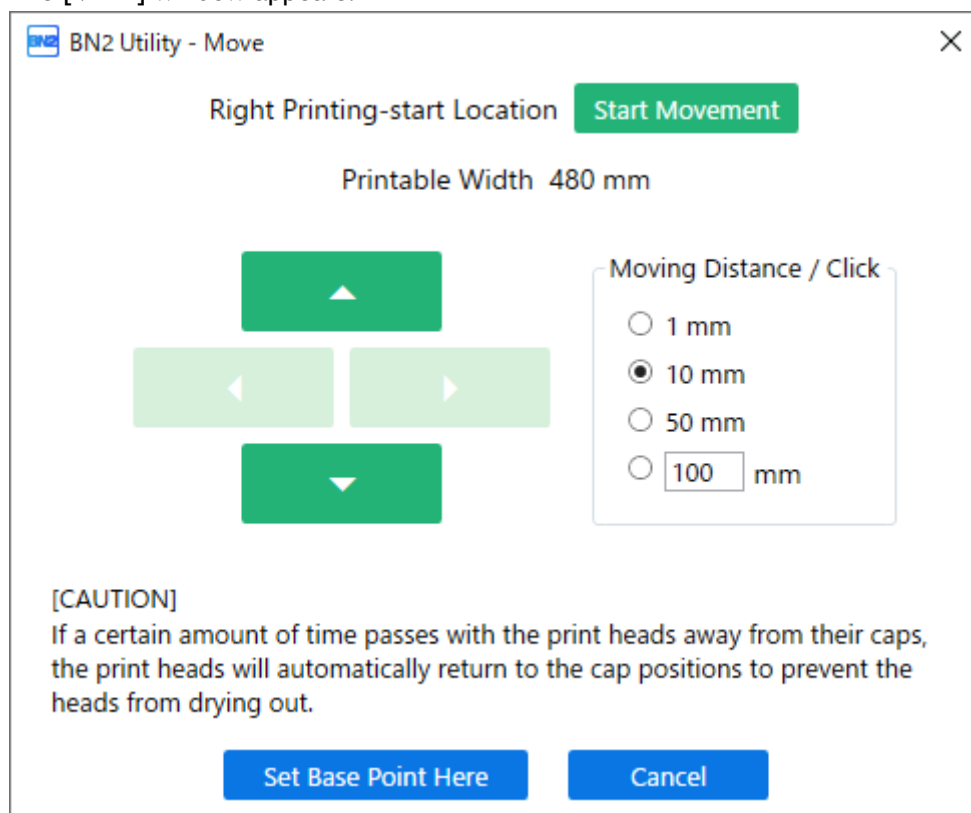 BN2 BN2 Utility - Move
Right Printing-start Location Start Movement
Printable Width 480 mm
Moving Distance / Click
1 mm
10 mm
50 mm
100 mm
[CAUTION]
If a certain amount of time passes with the print heads away from their caps,
the print heads will automatically return to the cap positions to prevent the
heads from drying out.
Set Base Point Here Cancel